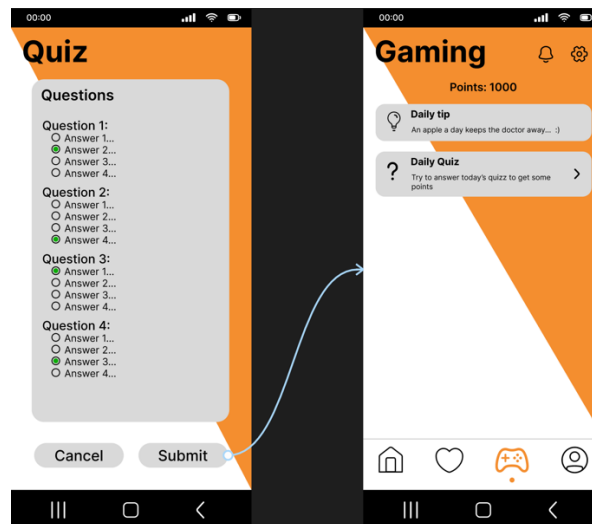 00:00
Quiz
Questions
Question 1:
Answer 1...
Answer 2...
Answer 3...
Answer 4...
Question 2:
Answer 1...
Answer 2...
Answer 3...
Answer 4...
Question 3:
Answer 1...
Answer 2...
Answer 3...
Answer 4...
Question 4:
Answer 1...
Answer 2...
Answer 3...
Answer 4...
Cancel
Submit
00:00
Gaming
Points: 1000
Daily tip
An apple a day keeps the doctor away... :)
?
Daily Quiz
Try to answer today's quizz to get some
points